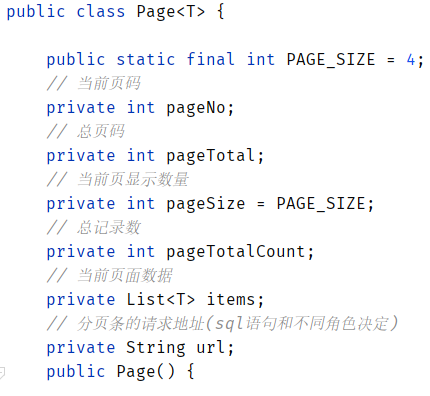 public class Page<T> {
public static final int PAGE_SIZE = 4;
// 当前页码
private int pageNo;
// 总页码
private int pageTotal;
// 当前页显示数量
private int pageSize = PAGE_SIZE;
// 总记录数
private int pageTotalCount;
// 当前页面数据
private List<T> items;
// 分页条的请求地址(sql语句和不同角色决定)
private String url;
public Page() {